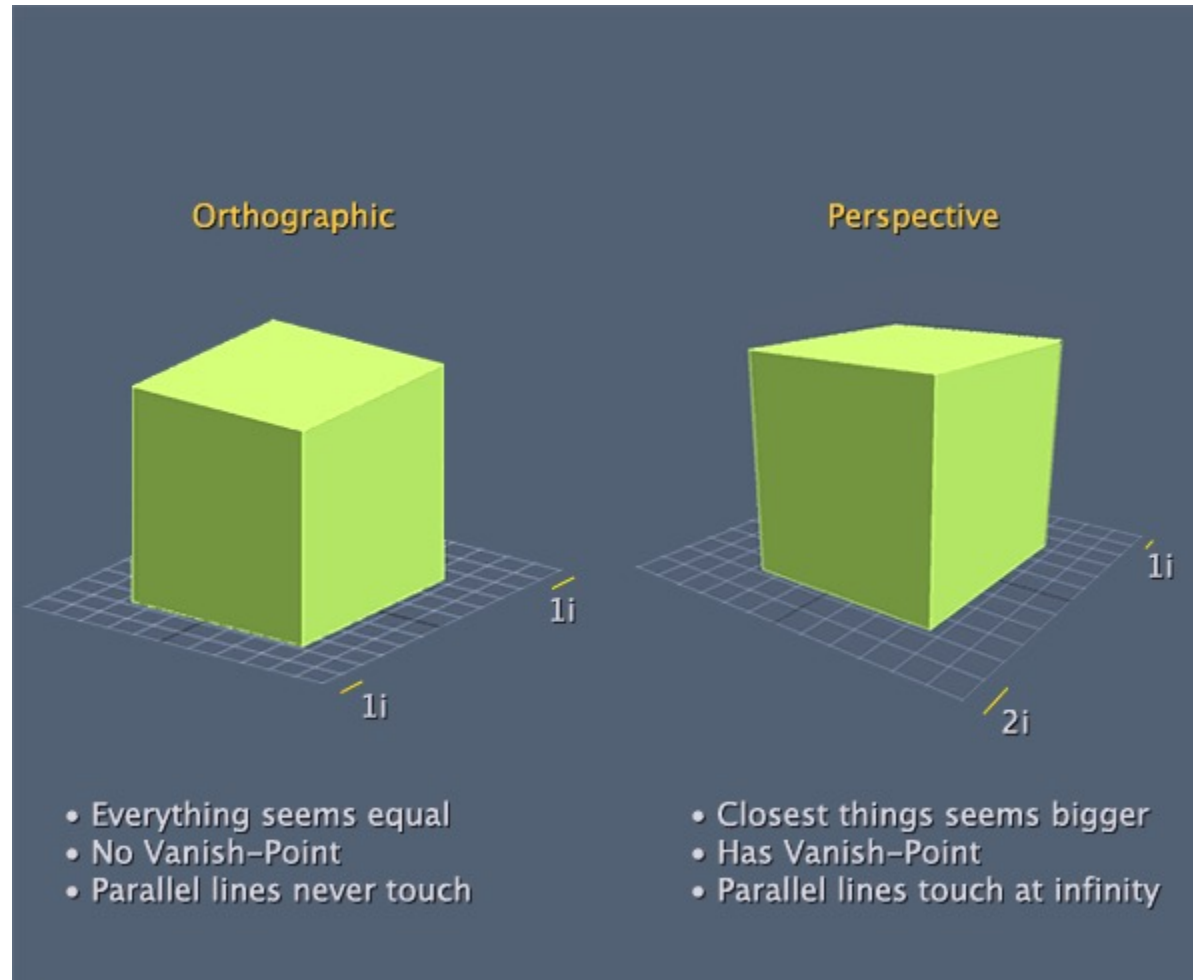 Orthographic
Perspective
1i
1i
1i
2i
• Everything seems equal
• No Vanish-Point
• Parallel lines never touch
• Closest things seems bigger
• Has Vanish-Point
• Parallel lines touch at infinity